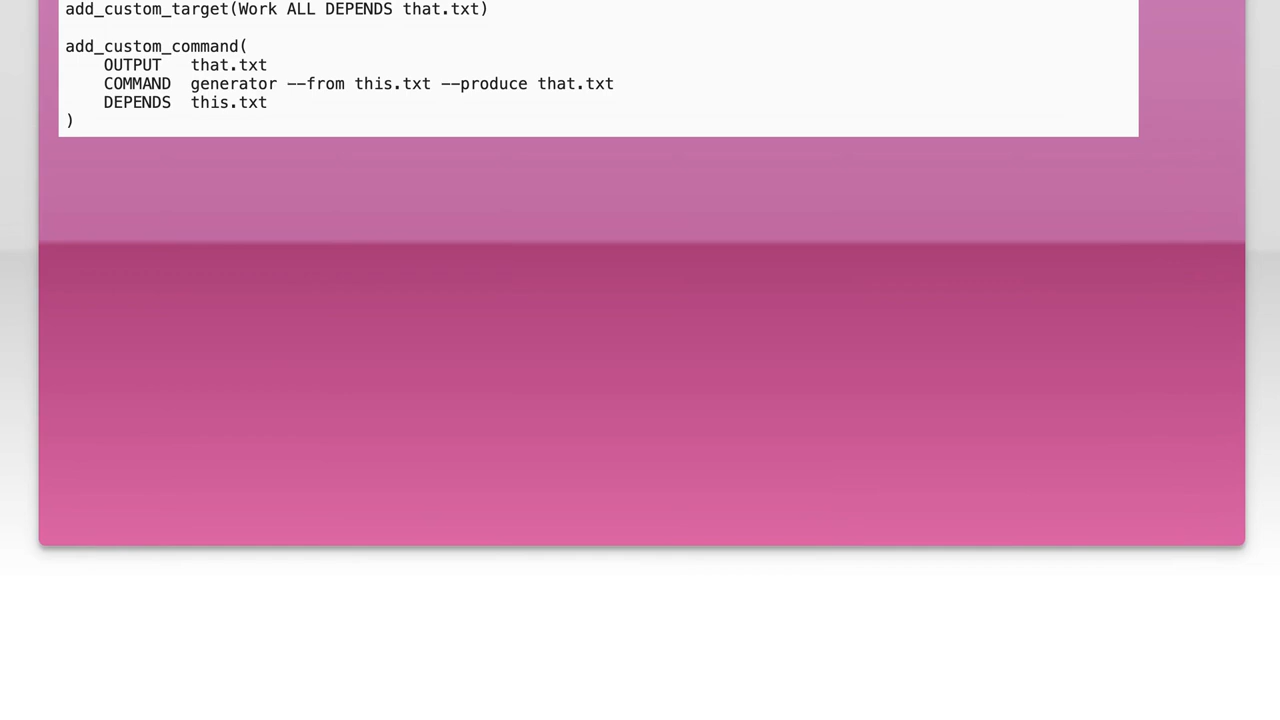 add_custom_target(Work ALL DEPENDS that.txt)
add_custom_command(
    OUTPUT   that.txt
    COMMAND  generator --from this.txt --produce that.txt
    DEPENDS  this.txt
)